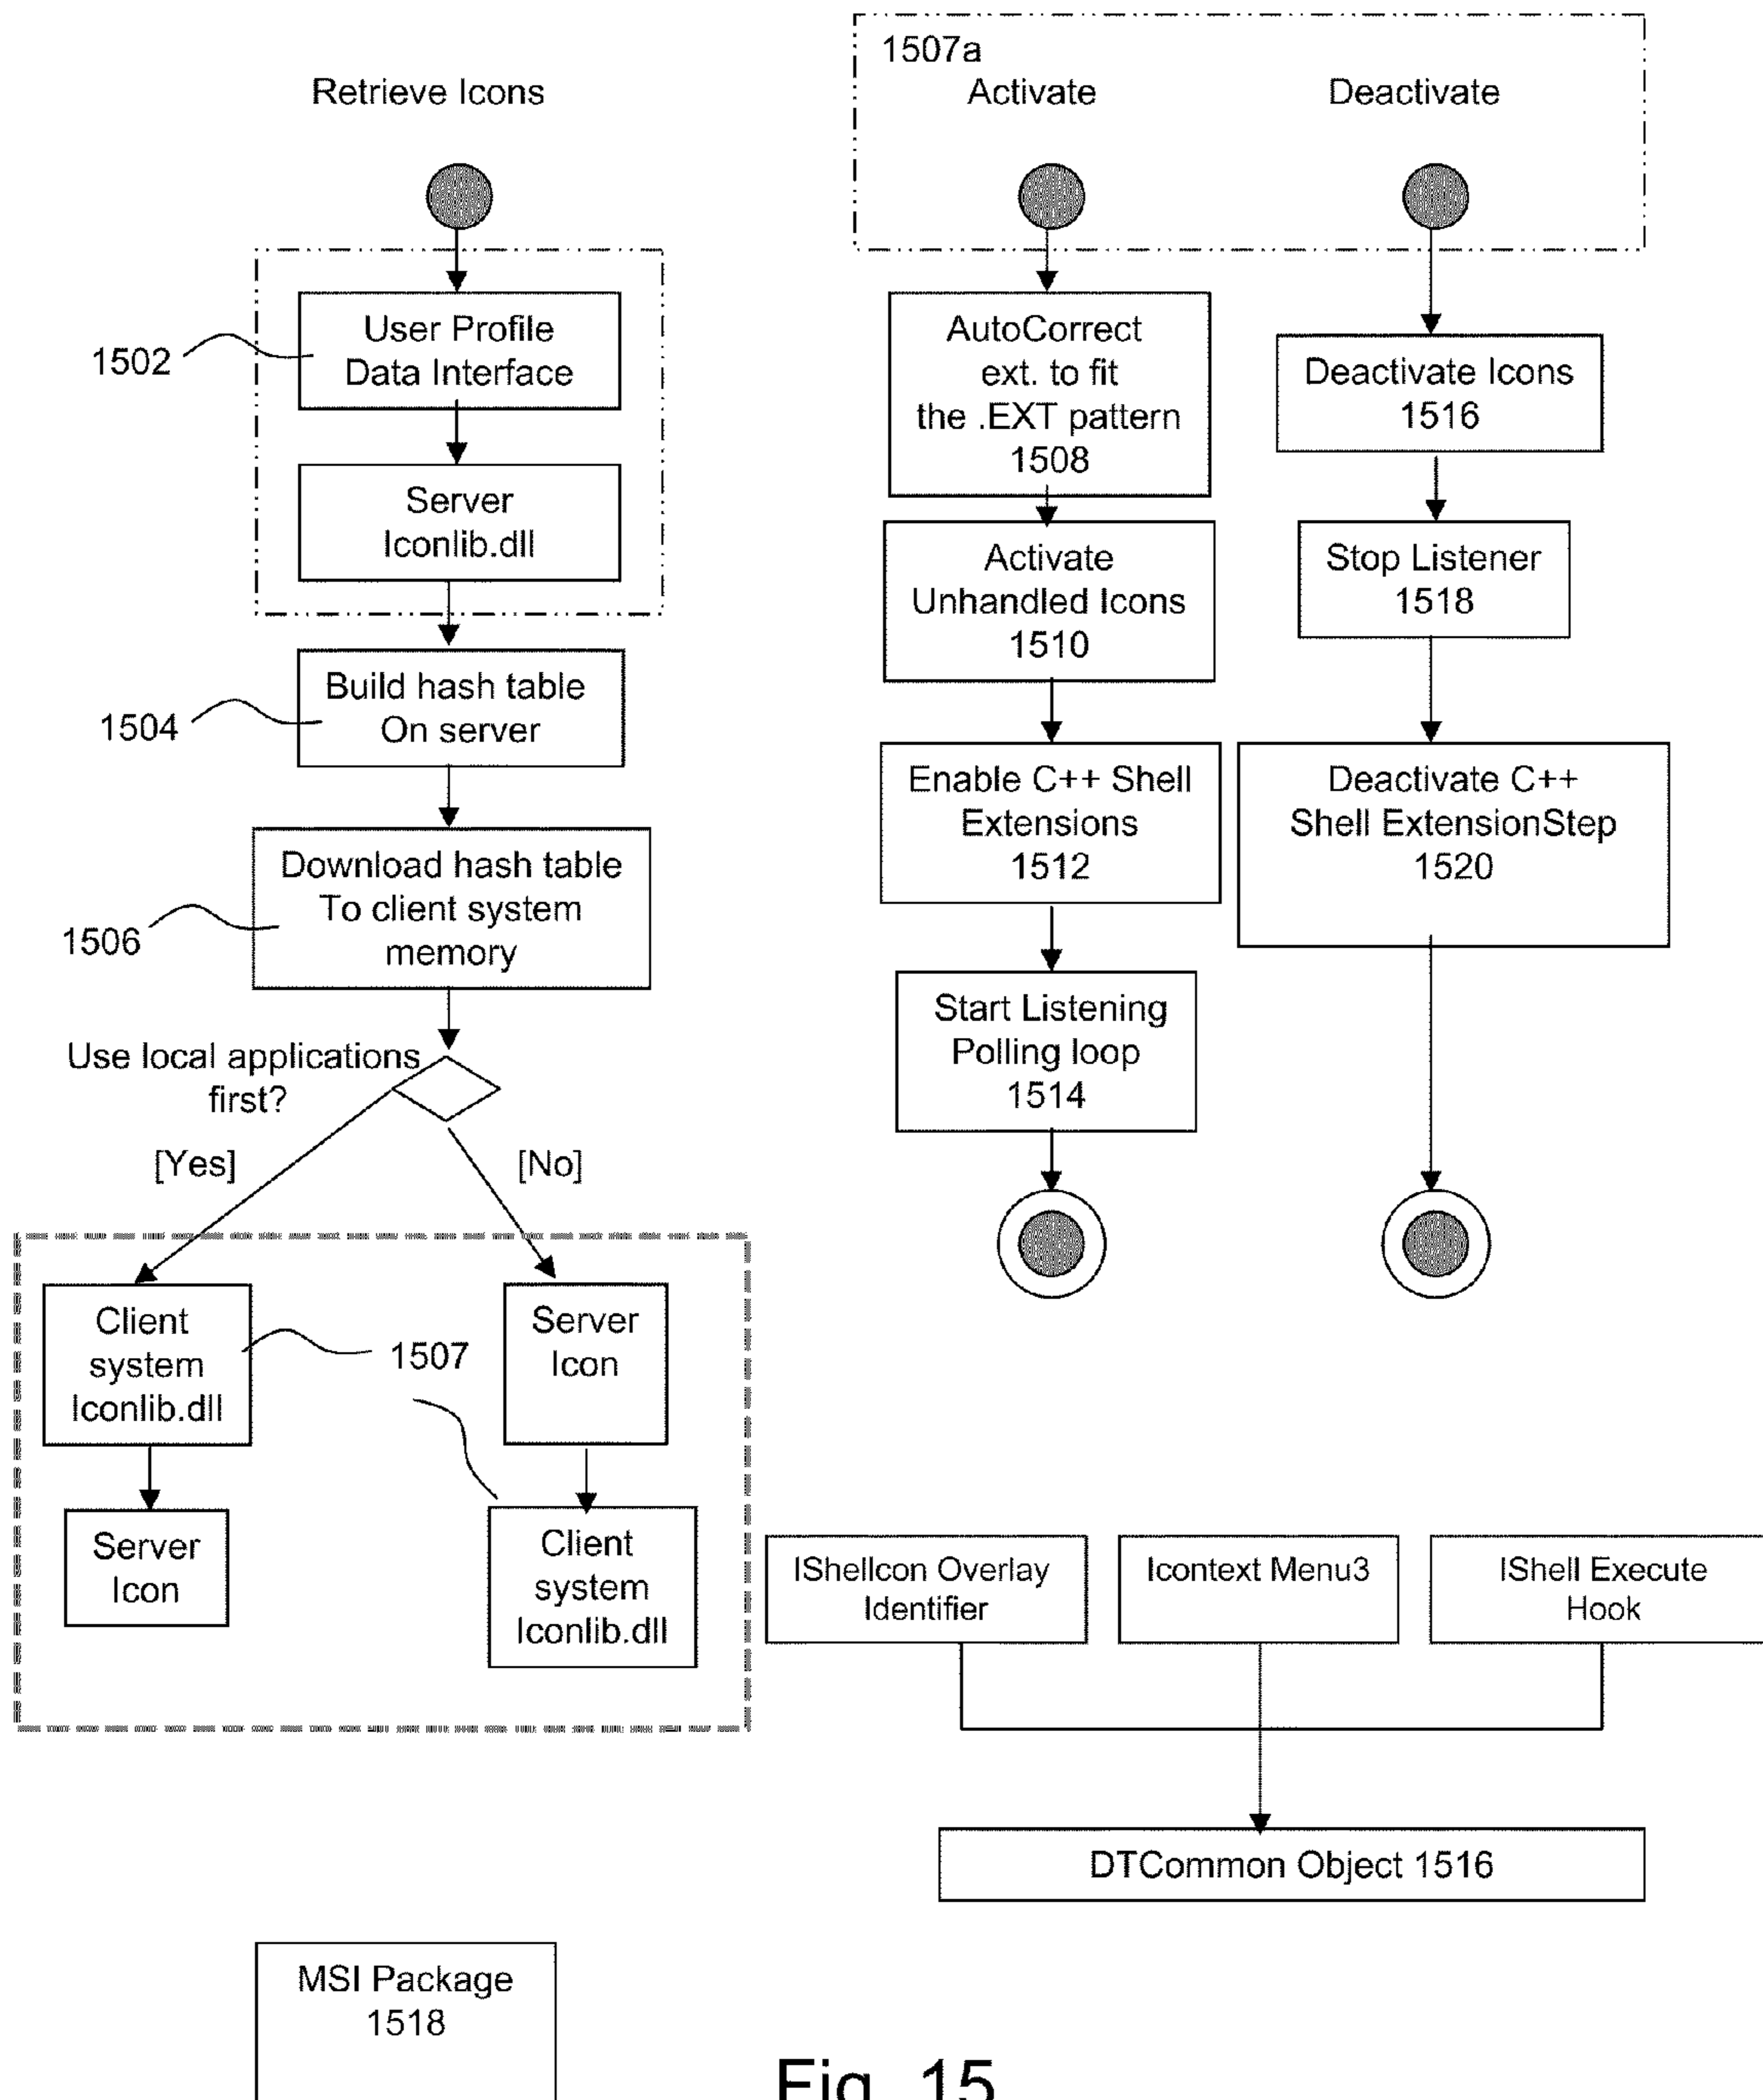 Retrieve Icons
1502
User Profile
Data Interface
Server
Iconlib.dll
1504
Build hash table
On server
1506
Download hash table
To client system
memory
Use local applications
first?
[Yes]
[No]
Client
system
Iconlib.dll
1507
Server
Icon
Server
Icon
Client
system
Iconlib.dll
1507a
Activate
Deactivate
AutoCorrect
ext. to fit
the .EXT pattern
1508
Activate
Unhandled Icons
1510
Enable C++ Shell
Extensions
1512
Start Listening
Polling loop
1514
Deactivate Icons
1516
Stop Listener
1518
Deactivate C++
Shell ExtensionStep
1520
IShellcon Overlay
Identifier
Icontext Menu3
IShell Execute
Hook
DTCommon Object 1516
MSI Package
1518
Fig. 15